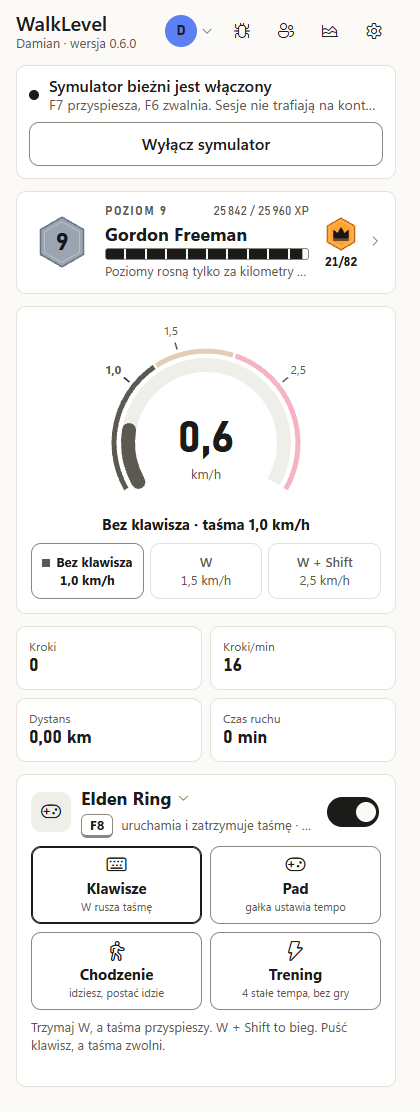 WalkLevel
Damian · wersja 0.6.0
D
Symulator bieżni jest włączony
F7 przyspiesza, F6 zwalnia. Sesje nie trafiają na kont...
Wyłącz symulator
9
POZIOM 9
25 842 / 25 960 XP
Gordon Freeman
Poziomy rosną tylko za kilometry ...
21/82
1,5
1,0
2,5
0,6
km/h
Bez klawisza · taśma 1,0 km/h
Bez klawisza
1,0 km/h
W
1,5 km/h
W + Shift
2,5 km/h
Kroki
0
Kroki/min
16
Dystans
0,00 km
Czas ruchu
0 min
Elden Ring
F8 uruchamia i zatrzymuje taśmę · ...
Klawisze
W rusza taśmę
Pad
gałka ustawia tempo
Chodzenie
idziesz, postać idzie
Trening
4 stałe tempa, bez gry
Trzymaj W, a taśma przyspieszy. W + Shift to bieg. Puść
klawisz, a taśma zwolni.